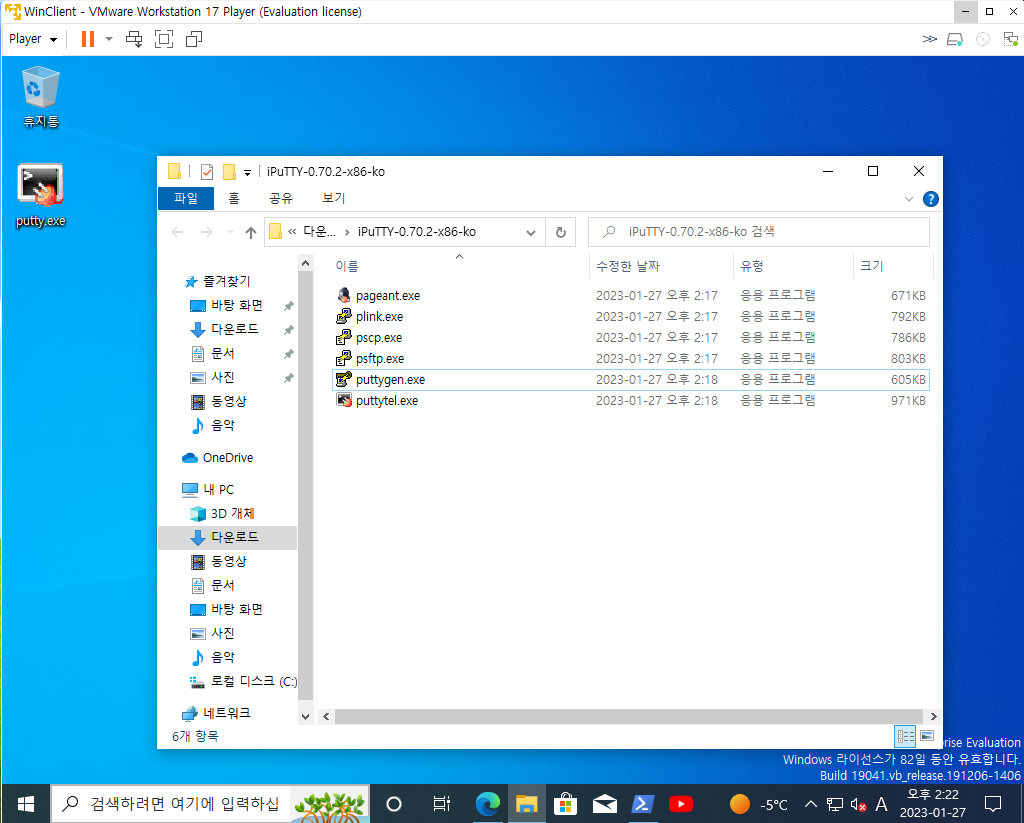 WinClient - VMware Workstation 17 Player (Evaluation license)
Player
휴지통
putty.exe
iPuTTY-0.70.2-x86-ko
파일 홈 공유 보기
« 다운... › iPuTTY-0.70.2-x86-ko
iPuTTY-0.70.2-x86-ko 검색
이름 수정한 날짜 유형 크기
pageant.exe 2023-01-27 오후 2:17 응용 프로그램 671KB
plink.exe 2023-01-27 오후 2:17 응용 프로그램 792KB
pscp.exe 2023-01-27 오후 2:17 응용 프로그램 786KB
psftp.exe 2023-01-27 오후 2:17 응용 프로그램 803KB
puttygen.exe 2023-01-27 오후 2:18 응용 프로그램 605KB
puttytel.exe 2023-01-27 오후 2:18 응용 프로그램 971KB
즐겨찾기
바탕 화면
다운로드
문서
사진
동영상
음악
OneDrive
내 PC
3D 개체
다운로드
동영상
문서
바탕 화면
사진
음악
로컬 디스크 (C:)
네트워크
6개 항목
Evaluation
Windows 라이선스가 82일 동안 유효합니다.
Build 19041.vb_release.191206-1406
검색하려면 여기에 입력하십
-5°C
A
오후 2:22
2023-01-27